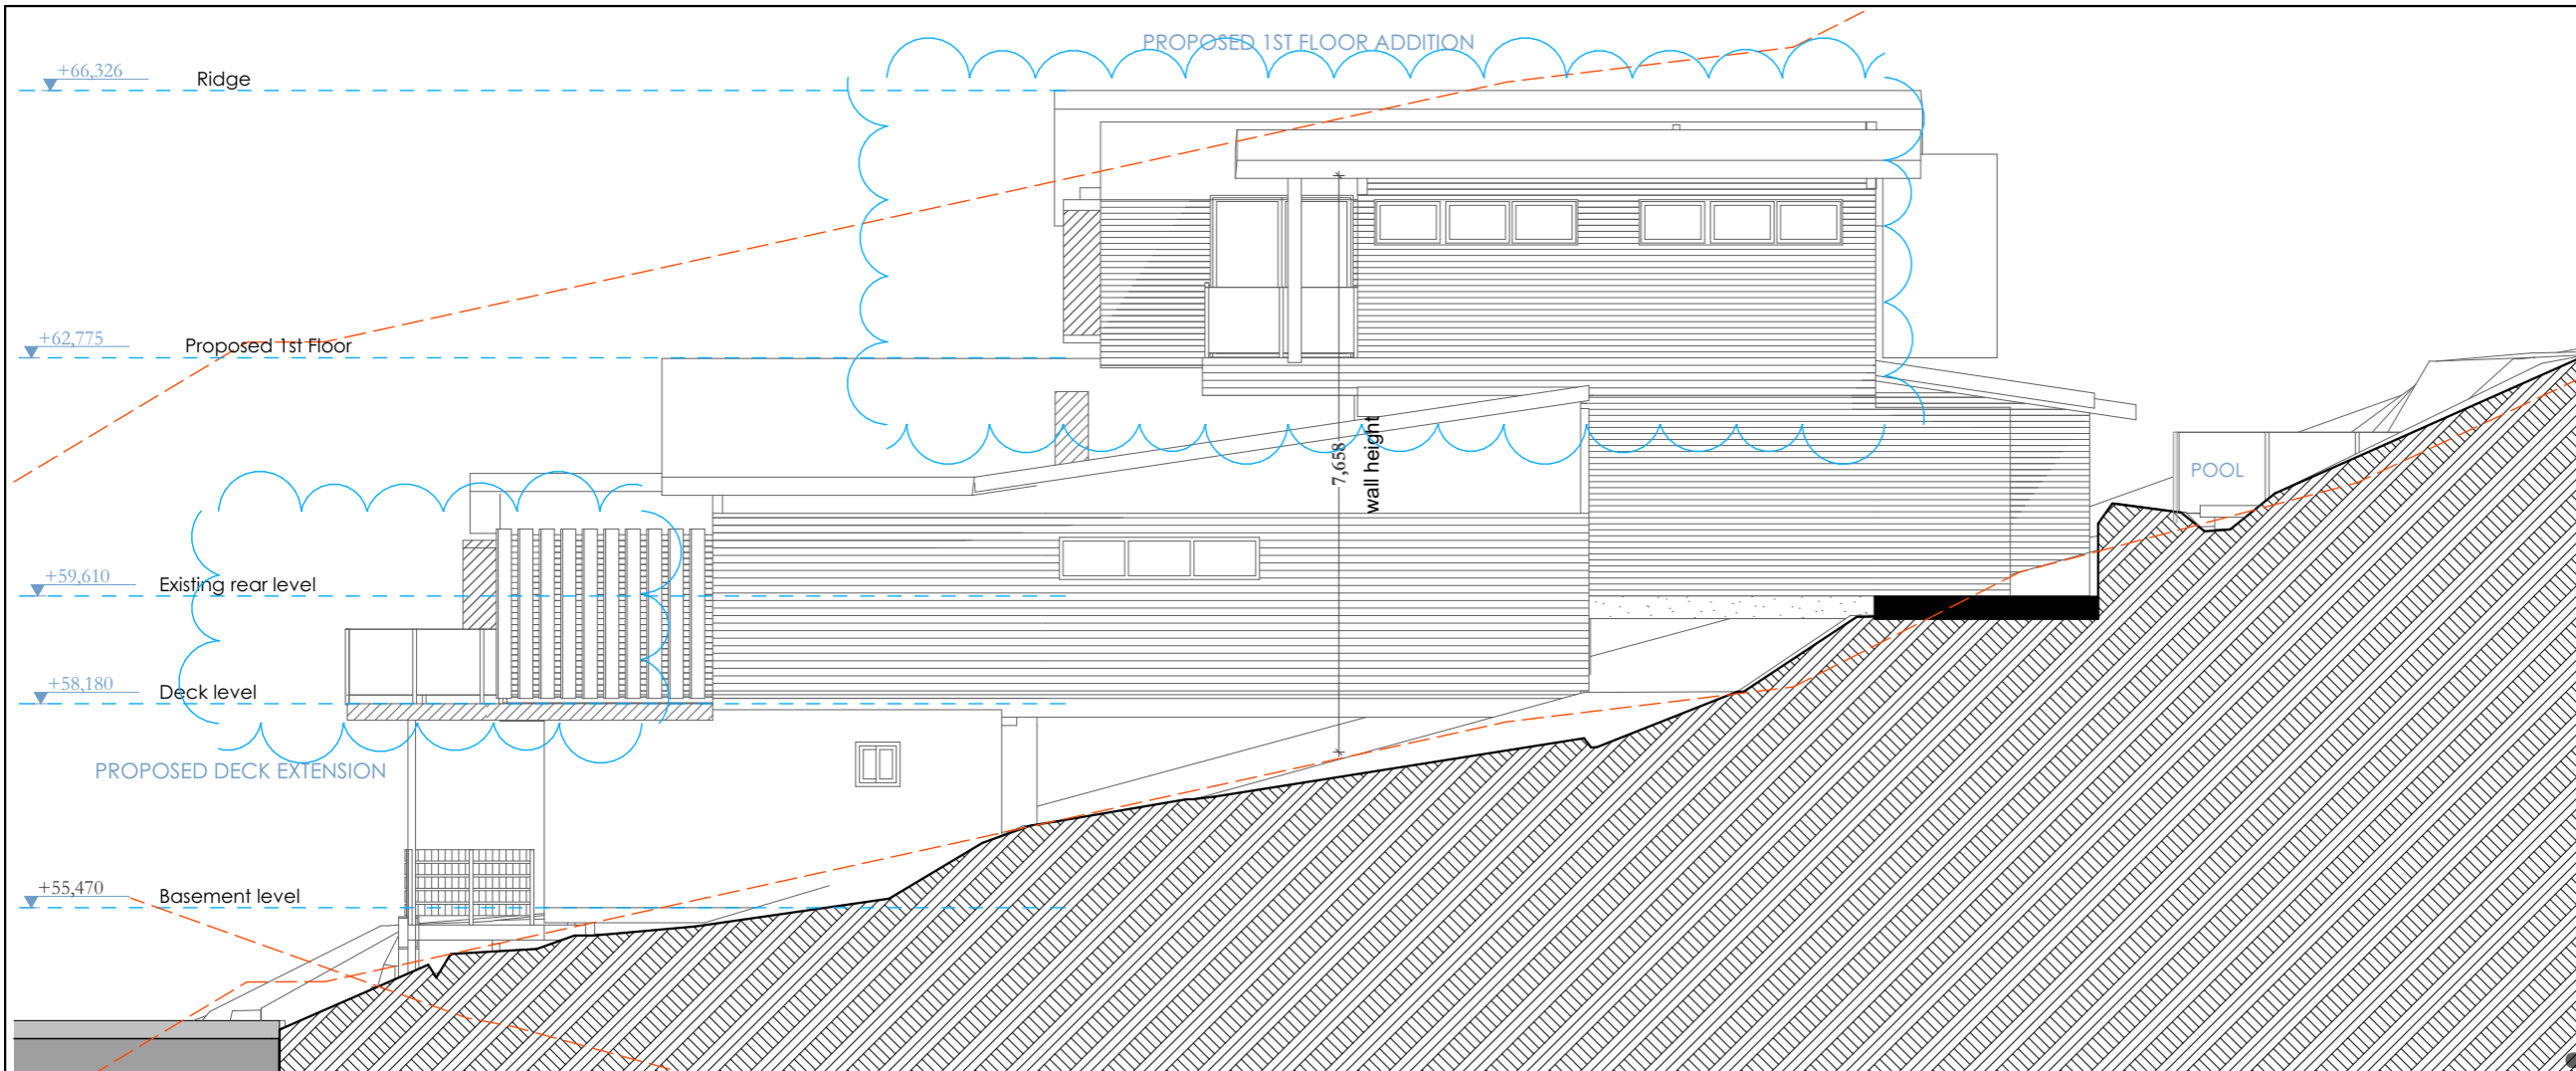 PROPOSED 1ST FLOOR ADDITION
+66,326
Ridge
+62,775
Proposed 1st Floor
7,658
wall height
POOL
+59,610
Existing rear level
+58,180
Deck level
PROPOSED DECK EXTENSION
+55,470
Basement level